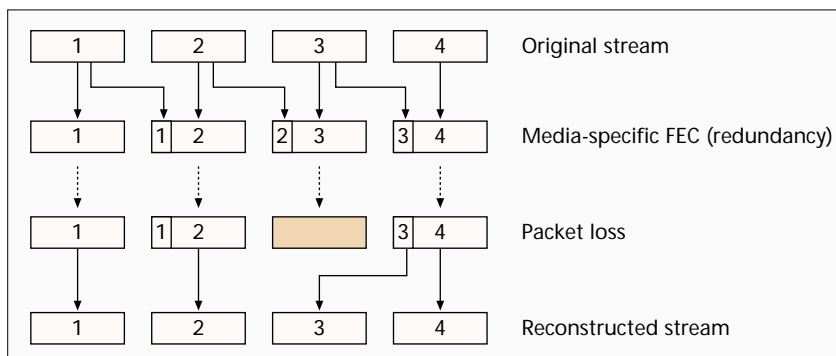 1 2 3 4 Original stream
1 1 2 2 3 3 4 Media-specific FEC (redundancy)
1 1 2 3 4 Packet loss
1 2 3 4 Reconstructed stream